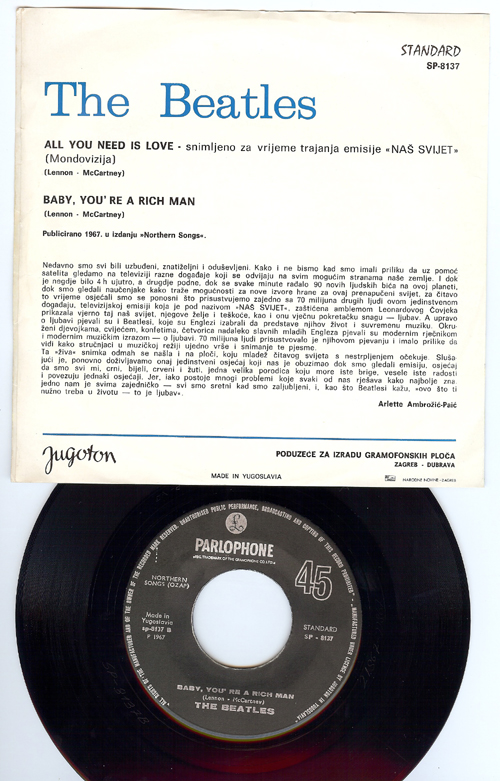 STANDARD
SP-8137
The Beatles
ALL YOU NEED IS LOVE - snimljeno za vrijeme trajanja emisije «NAŠ SVIJET»
(Mondovizija)
(Lennon - McCartney)
BABY, YOU'RE A RICH MAN
(Lennon - McCartney)
Publicirano 1967. u izdanju »Northern Songs«.
Nedavno smo svi bili uzbuđeni, znatiželjni i oduševljeni. Kako i ne bismo kad smo imali priliku da uz pomoć
satelita gledamo na televiziji razne događaje koji se odvijaju na svim mogućim stranama naše zemlje. I dok
je negdje bilo 4 h ujutro, a drugdje podne, dok se svake minute rađalo 90 novih ljudskih bića na ovoj planeti,
dok smo gledali naučenjake kako traže mogućnosti za nove izvore hrane za ovaj prenapučeni svijet, za čitavo
to vrijeme osjećali smo se ponosni što prisustvujemo zajedno sa 70 milijuna drugih ljudi ovom jedinstvenom
događaju, televizijskoj emisiji koja je pod nazivom «NAŠ SVIJET», zaštićena amblemom Leonardovog Čovjeka
prikazala vjerno taj naš svijet, njegove želje i teškoće, kao i onu vječnu pokretačku snagu — ljubav. A upravo
o ljubavi pjevali su i Beatlesi, koje su Englezi izabrali da predstave njihov život i suvremenu muziku. Okru-
ženi djevojkama, cvijećem, konfetima, četvorica nadaleko slavnih mladih Engleza pjevali su modernim rječnikom
i modernim muzičkim izrazom — o ljubavi. 70 milijuna ljudi prisustvovalo je njihovom pjevanju i imalo prilike da
vidi kako stručnjaci u muzičkoj režiji ujedno vrše i snimanje te pjesme.
Ta «živa» snimka odmah se našla i na ploči, koju mladež čitavog svijeta s nestrpljenjem očekuje. Sluša-
jući je, ponovno doživljavamo onaj jedinstveni osjećaj koji nas je obuzimao dok smo gledali emisiju, osjećaj
da smo svi mi, crni, bijeli, crveni i žuti, jedna velika porodica koju more iste brige, vesele iste radosti
i povezuju jednaki osjećaji. Jer, iako postoje mnogi problemi koje svaki od nas rješava kako najbolje zna,
jedno nam je svima zajedničko — svi smo sretni kad smo zaljubljeni, i, kao što Beatlesi kažu, «ovo što ti
nužno treba u životu — to je ljubav».
Arlette Ambrožić-Paić
Jugoton
PODUZEĆE ZA IZRADU GRAMOFONSKIH PLOČA
ZAGREB - DUBRAVA
MADE IN YUGOSLAVIA
NARODNE NOVINE - ZAGREB
PARLOPHONE
NORTHERN
SONGS (OZAP)
45
Made in
Yugoslavia
sp-8137 B
P 1967
STANDARD
SP - 8137
BABY, YOU'RE A RICH MAN
(Lennon - McCartney)
THE BEATLES